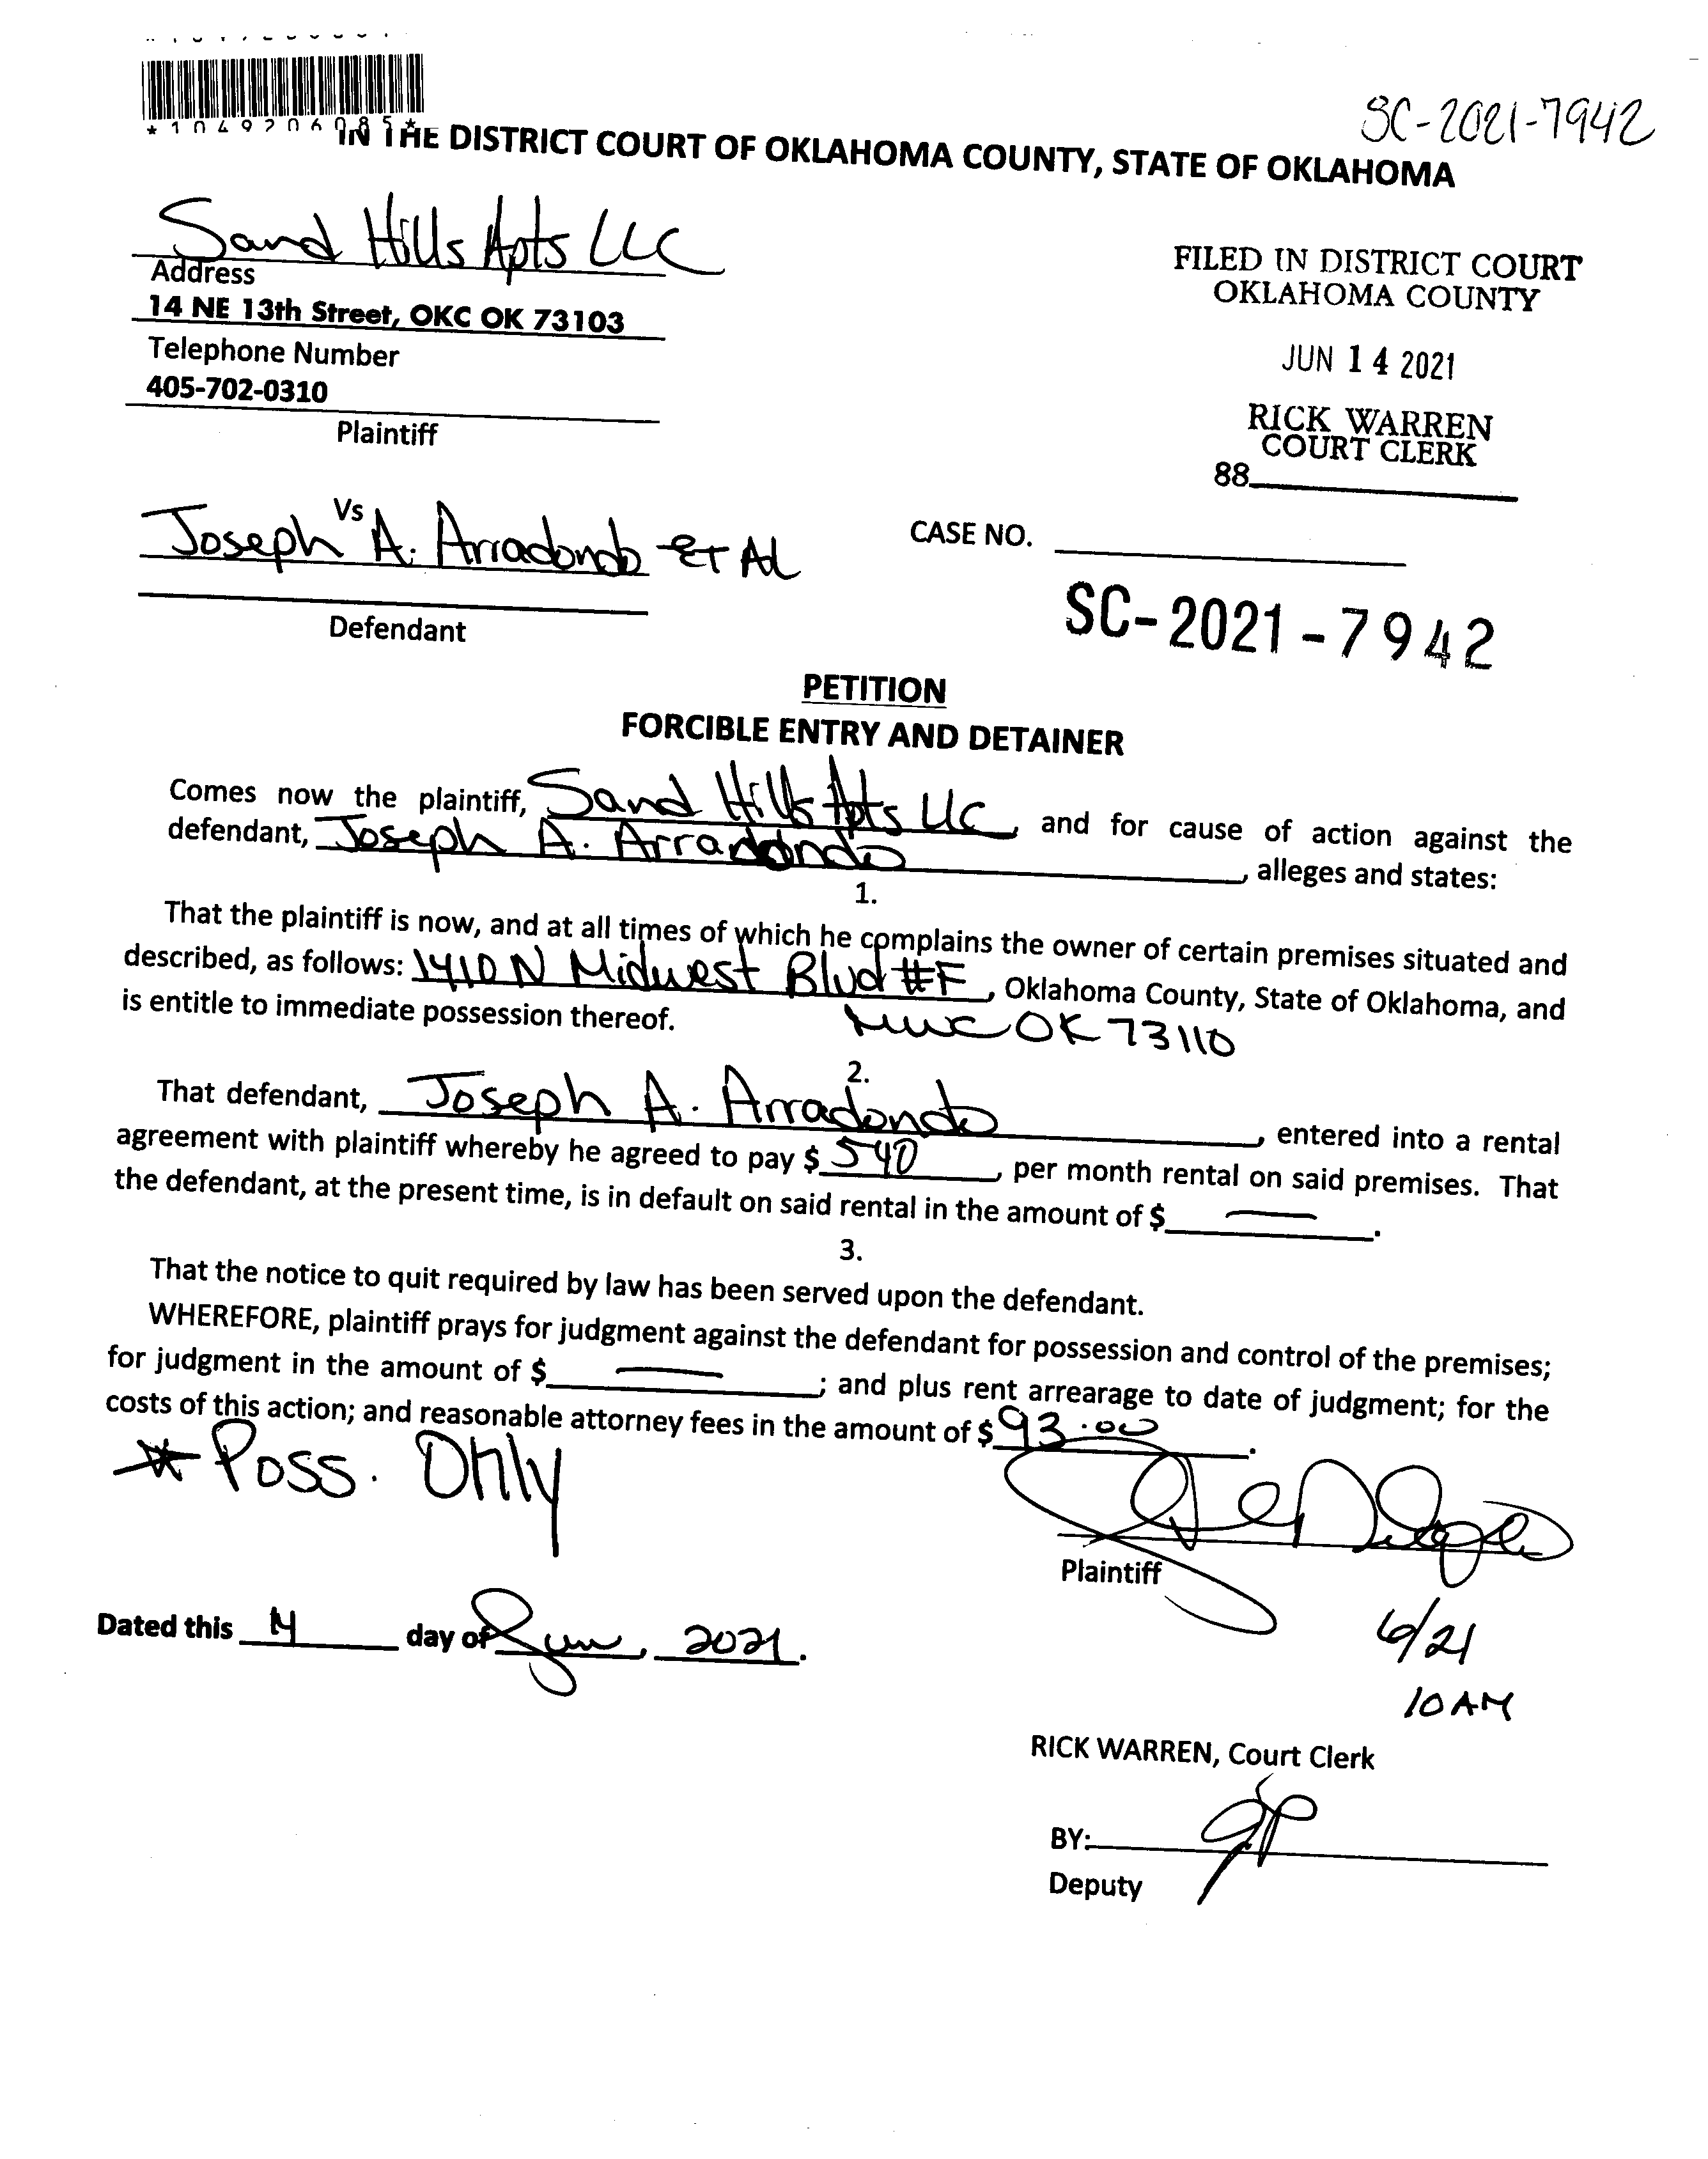 SC-2021-7942
*1049206085*
IN THE DISTRICT COURT OF OKLAHOMA COUNTY, STATE OF OKLAHOMA
Sand Hills Apts LLC
Address
14 NE 13th Street, OKC OK 73103
Telephone Number
405-702-0310
Plaintiff
FILED IN DISTRICT COURT
OKLAHOMA COUNTY
JUN 14 2021
RICK WARREN
COURT CLERK
88
Vs
Joseph A. Arradondo ET AL
Defendant
CASE NO.
SC-2021-7942
PETITION
FORCIBLE ENTRY AND DETAINER
Comes now the plaintiff, Sand Hills Apts LLC, and for cause of action against the
defendant, Joseph A. Arradondo, alleges and states:
1.
That the plaintiff is now, and at all times of which he complains the owner of certain premises situated and
described, as follows: 1410 N Midwest Blvd #F, Oklahoma County, State of Oklahoma, and
is entitle to immediate possession thereof. MWC OK 73110
2.
That defendant, Joseph A. Arradondo, entered into a rental
agreement with plaintiff whereby he agreed to pay $ 540, per month rental on said premises. That
the defendant, at the present time, is in default on said rental in the amount of $ —.
3.
That the notice to quit required by law has been served upon the defendant.
WHEREFORE, plaintiff prays for judgment against the defendant for possession and control of the premises;
for judgment in the amount of $ —; and plus rent arrearage to date of judgment; for the
costs of this action; and reasonable attorney fees in the amount of $ 93.00.
* Poss. Only
Plaintiff
Dated this 14 day of Jun, 2021.
6/21
10 AM
RICK WARREN, Court Clerk
BY:
Deputy